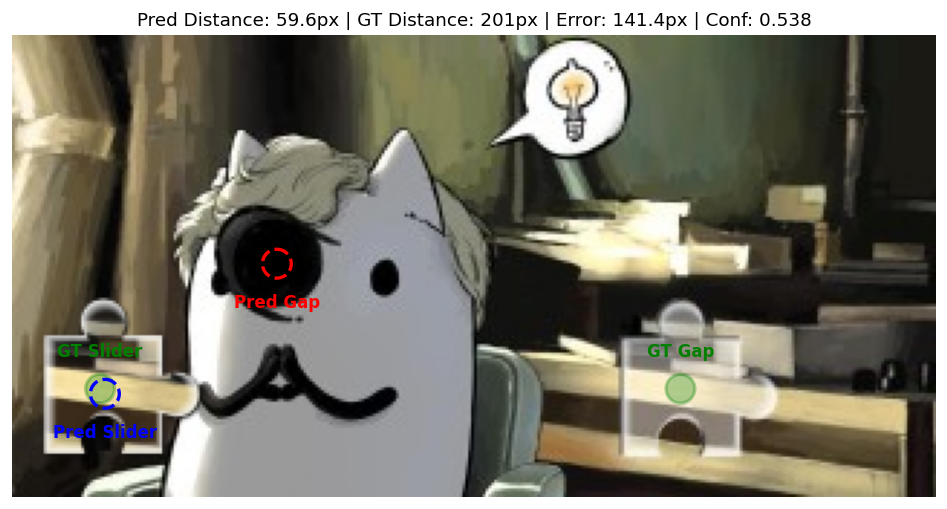 Pred Distance: 59.6px | GT Distance: 201px | Error: 141.4px | Conf: 0.538
Pred Gap
GT Slider
GT Gap
Pred Slider